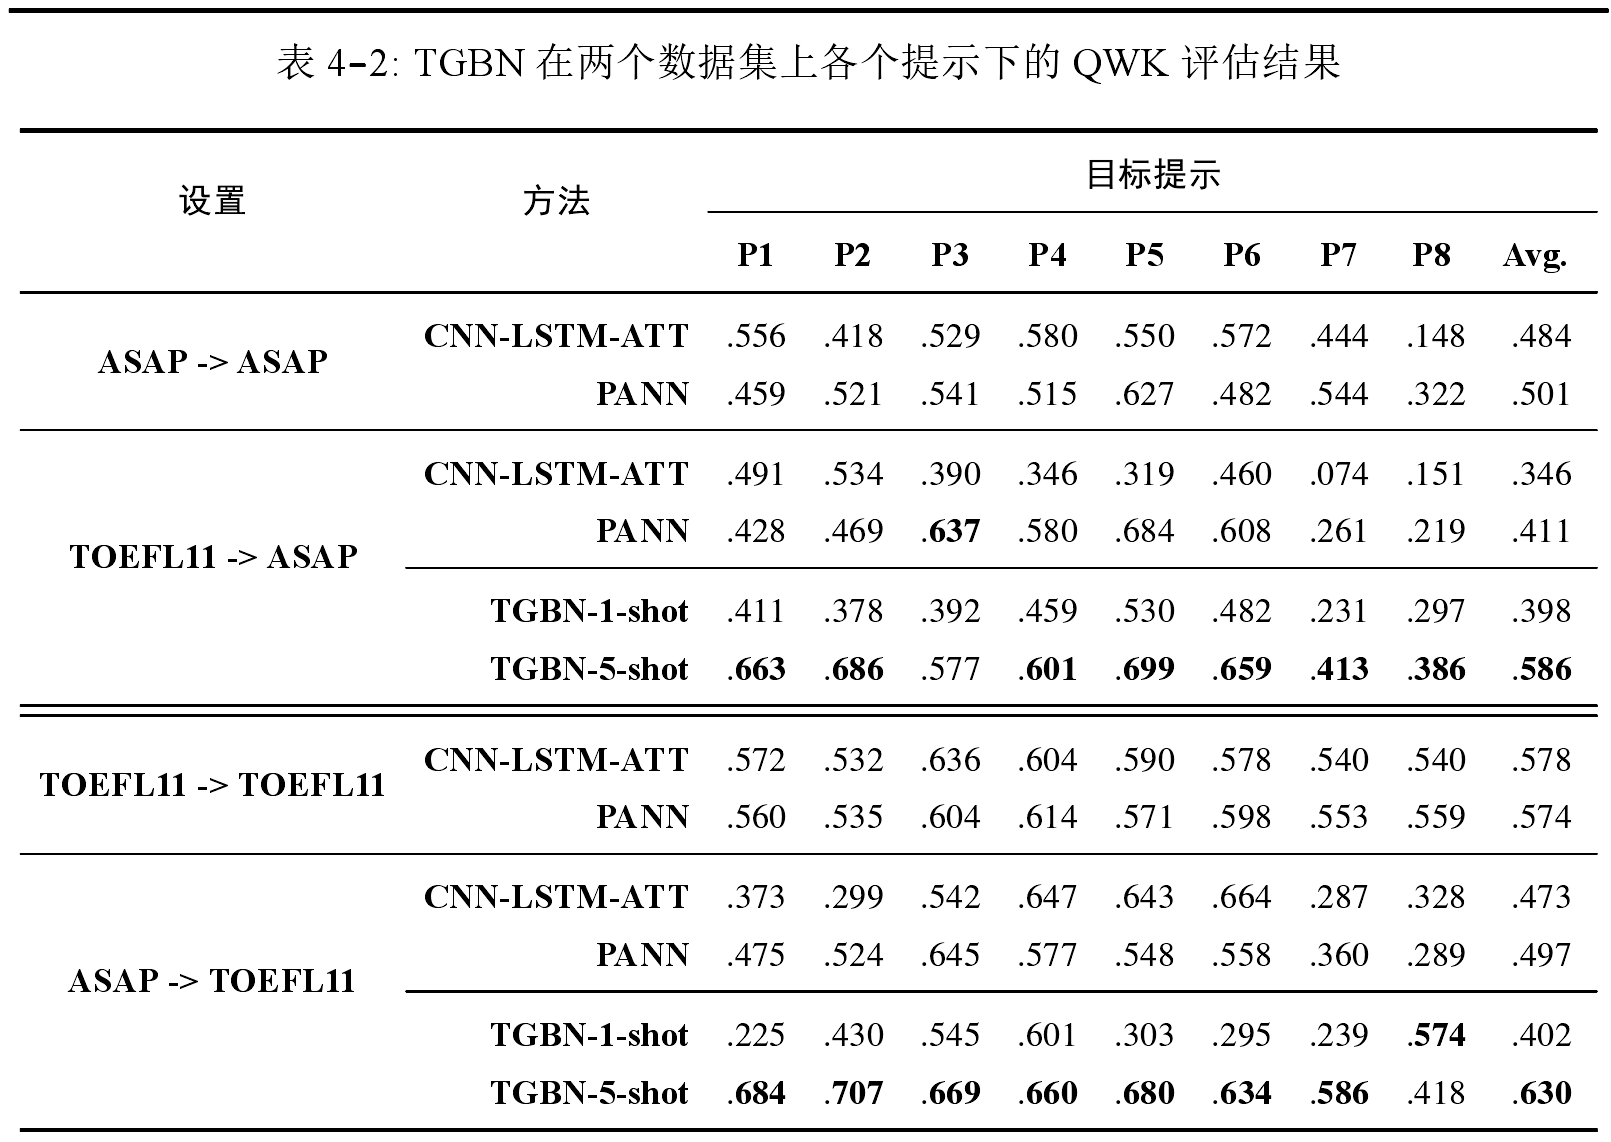 表 4-2: TGBN 在两个数据集上各个提示下的 QWK 评估结果
设置 方法 目标提示
P1 P2 P3 P4 P5 P6 P7 P8 Avg.
ASAP -> ASAP
CNN-LSTM-ATT .556 .418 .529 .580 .550 .572 .444 .148 .484
PANN .459 .521 .541 .515 .627 .482 .544 .322 .501
TOEFL11 -> ASAP
CNN-LSTM-ATT .491 .534 .390 .346 .319 .460 .074 .151 .346
PANN .428 .469 .637 .580 .684 .608 .261 .219 .411
TGBN-1-shot .411 .378 .392 .459 .530 .482 .231 .297 .398
TGBN-5-shot .663 .686 .577 .601 .699 .659 .413 .386 .586
TOEFL11 -> TOEFL11
CNN-LSTM-ATT .572 .532 .636 .604 .590 .578 .540 .540 .578
PANN .560 .535 .604 .614 .571 .598 .553 .559 .574
ASAP -> TOEFL11
CNN-LSTM-ATT .373 .299 .542 .647 .643 .664 .287 .328 .473
PANN .475 .524 .645 .577 .548 .558 .360 .289 .497
TGBN-1-shot .225 .430 .545 .601 .303 .295 .239 .574 .402
TGBN-5-shot .684 .707 .669 .660 .680 .634 .586 .418 .630